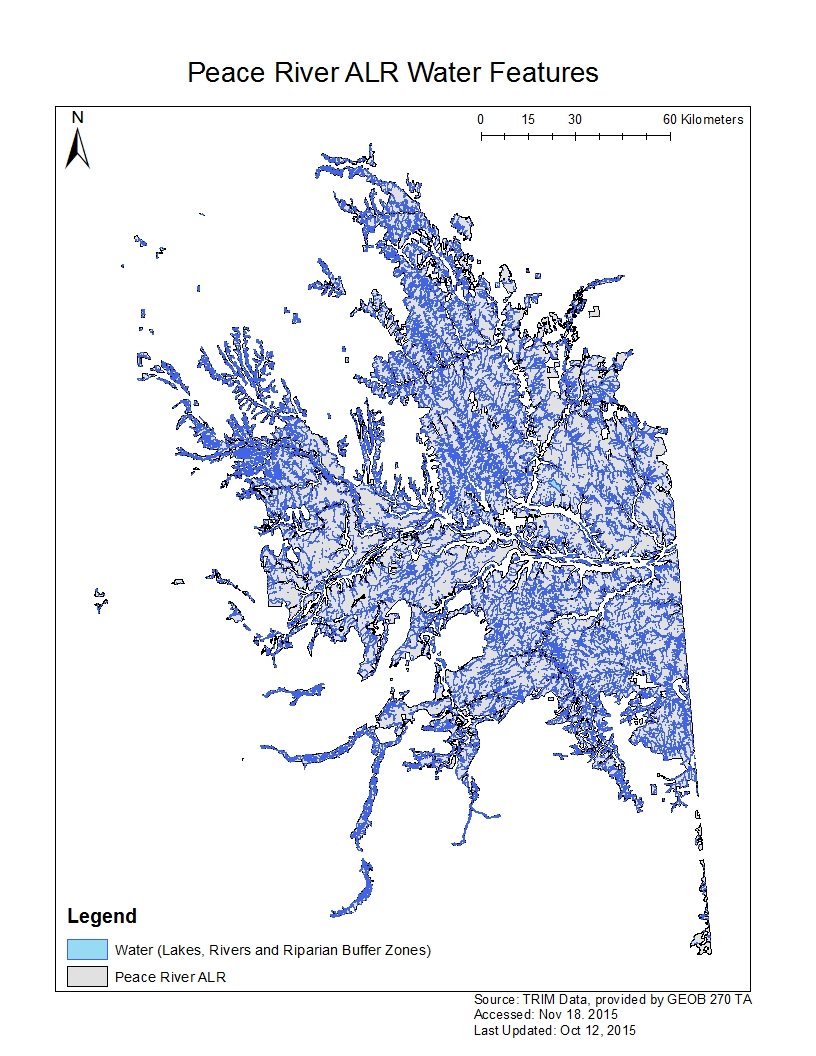 Peace River ALR Water Features
N
0 15 30 60 Kilometers
Legend
Water (Lakes, Rivers and Riparian Buffer Zones)
Peace River ALR
Source: TRIM Data, provided by GEOB 270 TA
Accessed: Nov 18. 2015
Last Updated: Oct 12, 2015